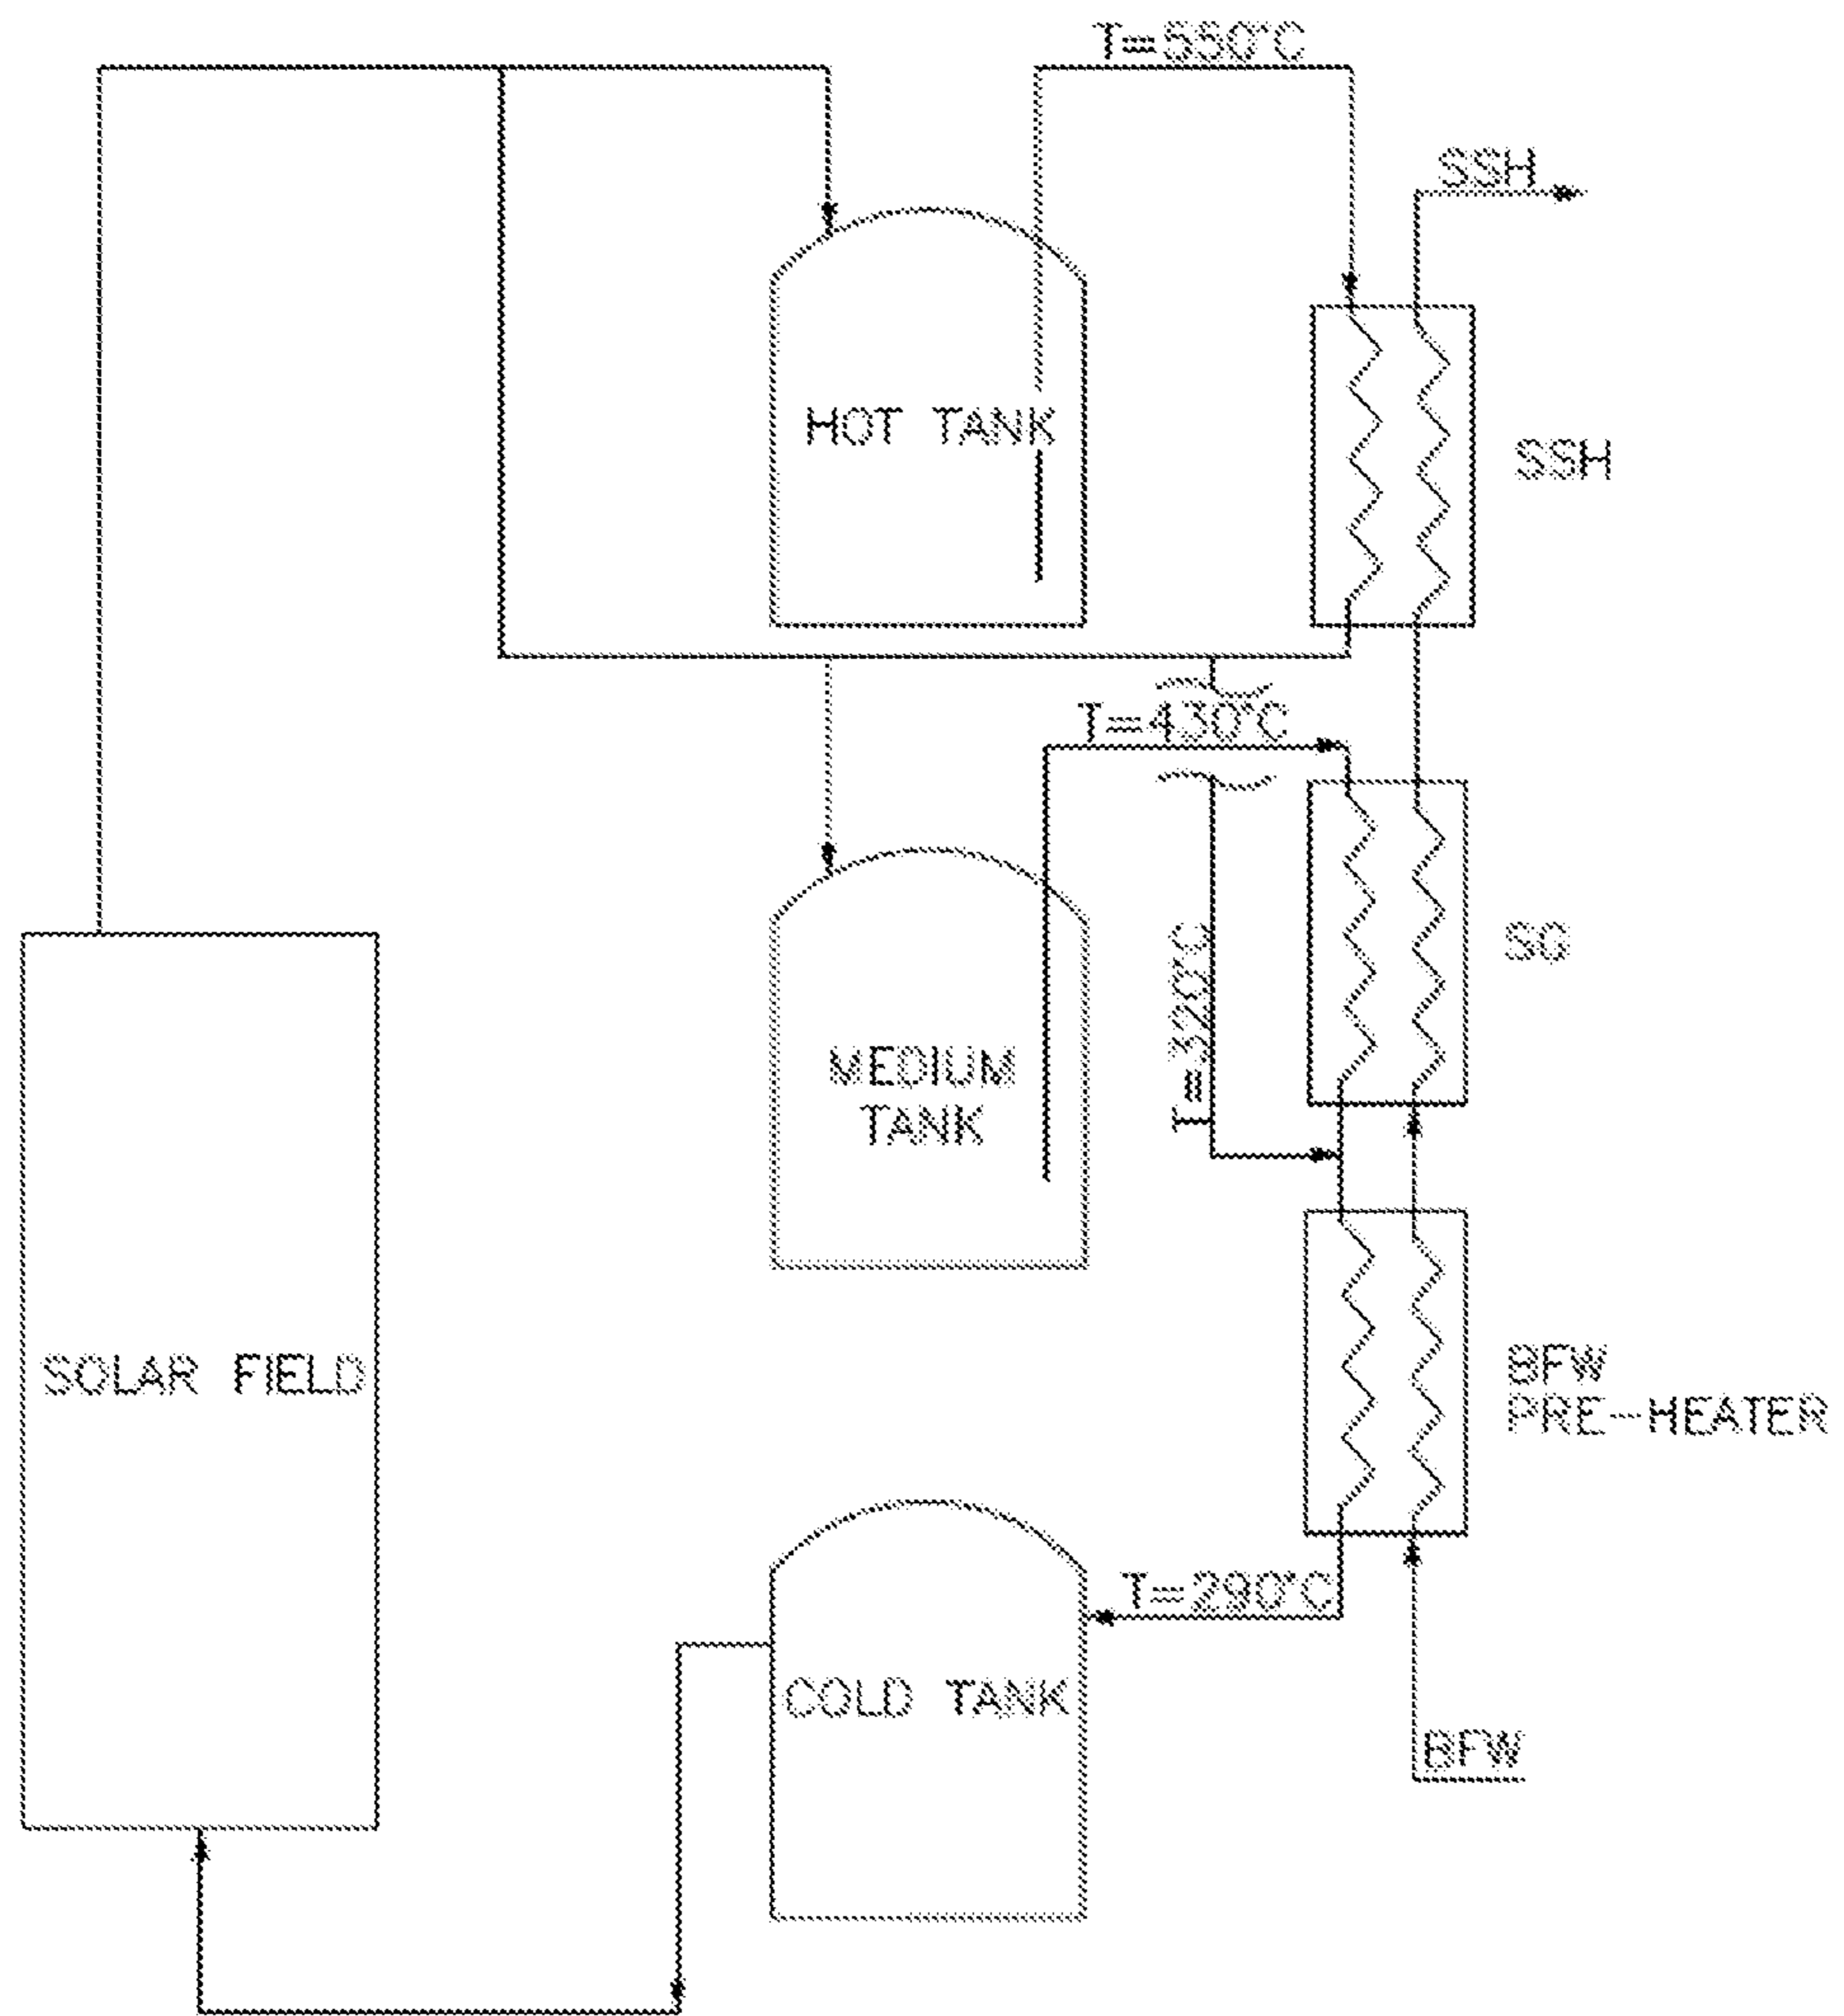 T=550°C
SSH
HOT TANK
SSH
T=430°C
SG
T=320°C
MEDIUM
TANK
SOLAR FIELD
BFW
PRE-HEATER
T=290°C
COLD TANK
BFW